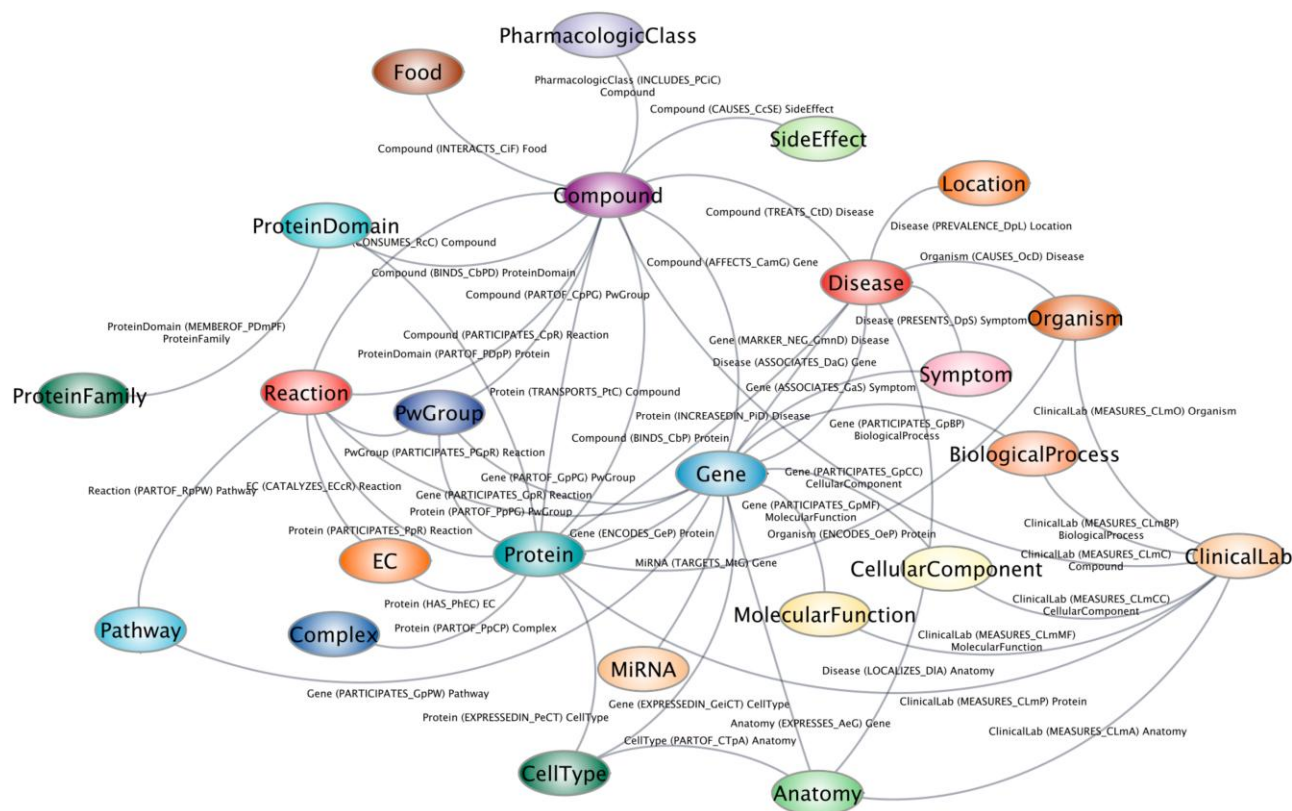 PharmacologicClass
Food
PharmacologicClass (INCLUDES_PCiC)
Compound
Compound (CAUSES_CcSE) SideEffect
SideEffect
Compound (INTERACTS_CiF) Food
Location
Compound
Compound (TREATS_CtD) Disease
ProteinDomain
Disease (PREVALENCE_DpL) Location
(CONSUMES_RcC) Compound
Organism (CAUSES_OcD) Disease
Compound (AFFECTS_CamG) Gene
Compound (BINDS_CbPD) ProteinDomain
Disease
Compound (PARTOF_CpPG) PwGroup
Organism
Disease (PRESENTS_DpS) Symptom
ProteinDomain (MEMBEROF_PDmPF)
ProteinFamily
Compound (PARTICIPATES_CpR) Reaction
Gene (MARKER_NEG_GmnD) Disease
ProteinDomain (PARTOF_PDpP) Protein
Disease (ASSOCIATES_DaG) Gene
Symptom
Gene (ASSOCIATES_GaS) Symptom
Protein (TRANSPORTS_PtC) Compound
ProteinFamily
Reaction
PwGroup
Protein (INCREASEDIN_PiD) Disease
ClinicalLab (MEASURES_CLmO) Organism
Gene (PARTICIPATES_GpBP)
BiologicalProcess
Compound (BINDS_CbP) Protein
BiologicalProcess
PwGroup (PARTICIPATES_PGpR) Reaction
Gene
Gene (PARTICIPATES_GpCC)
CellularComponent
Gene (PARTOF_GpPG) PwGroup
Reaction (PARTOF_RpPW) Pathway
EC (CATALYZES_ECcR) Reaction
Gene (PARTICIPATES_GpR) Reaction
Gene (PARTICIPATES_GpMF)
MolecularFunction
Protein (PARTOF_PpPG) PwGroup
Protein (PARTICIPATES_PpR) Reaction
Gene (ENCODES_GeP) Protein
Organism (ENCODES_OeP) Protein
ClinicalLab (MEASURES_CLmBP)
BiologicalProcess
EC
Protein
MiRNA (TARGETS_MtG) Gene
ClinicalLab (MEASURES_CLmC)
Compound
ClinicalLab
CellularComponent
Protein (HAS_PhEC) EC
ClinicalLab (MEASURES_CLmCC)
CellularComponent
MolecularFunction
Pathway
Complex
Protein (PARTOF_PpCP) Complex
ClinicalLab (MEASURES_CLmMF)
MolecularFunction
MiRNA
Disease (LOCALIZES_DlA) Anatomy
Gene (PARTICIPATES_GpPW) Pathway
Gene (EXPRESSEDIN_GeiCT) CellType
ClinicalLab (MEASURES_CLmP) Protein
Protein (EXPRESSEDIN_PeCT) CellType
Anatomy (EXPRESSES_AeG) Gene
ClinicalLab (MEASURES_CLmA) Anatomy
CellType (PARTOF_CTpA) Anatomy
CellType
Anatomy